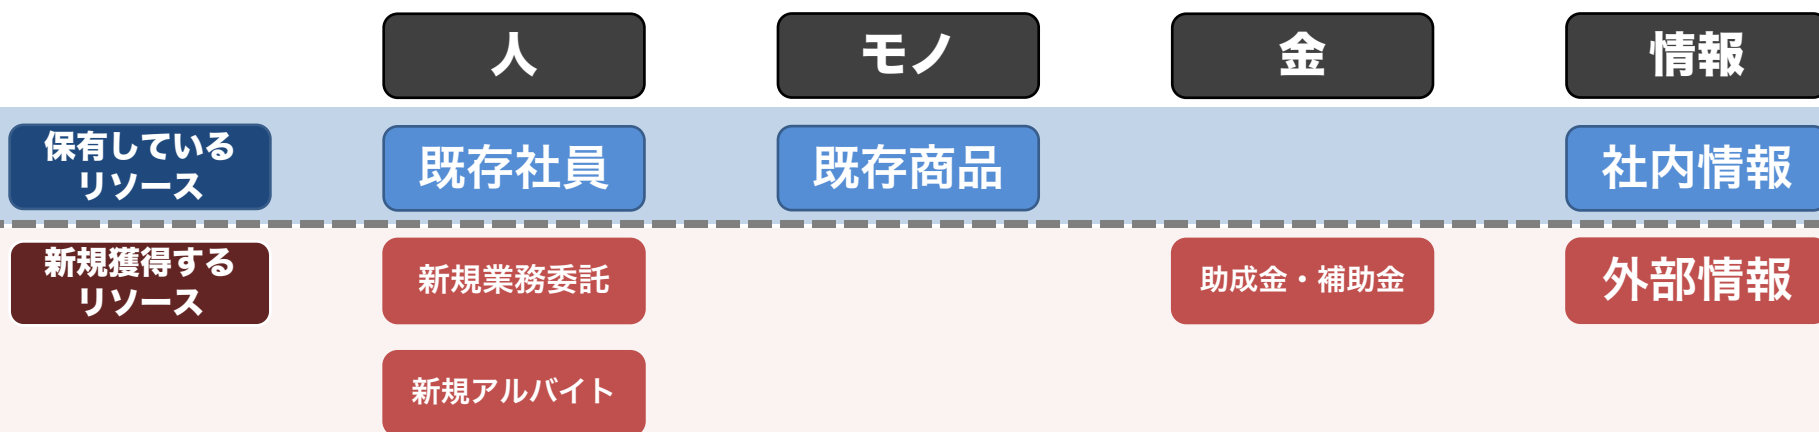 人
モノ
金
情報
保有している
リソース
既存社員
既存商品
社内情報
新規獲得する
リソース
新規業務委託
助成金・補助金
外部情報
新規アルバイト